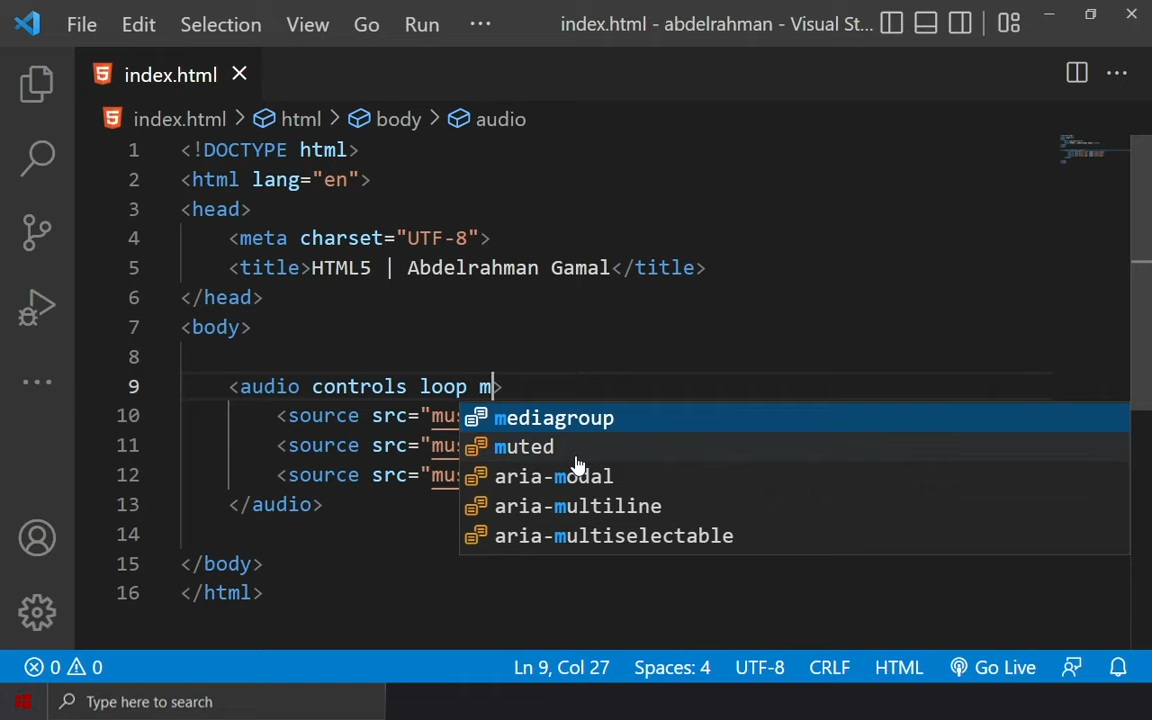 File Edit Selection View Go Run ··· index.html - abdelrahman - Visual St...
index.html
index.html > html > body > audio
1 <!DOCTYPE html>
2 <html lang="en">
3 <head>
4 <meta charset="UTF-8">
5 <title>HTML5 | Abdelrahman Gamal</title>
6 </head>
7 <body>
8
9 <audio controls loop m>
10 <source src="mus
11 <source src="mus
12 <source src="mus
13 </audio>
14
15 </body>
16 </html>
mediagroup
muted
aria-modal
aria-multiline
aria-multiselectable
0 0 Ln 9, Col 27 Spaces: 4 UTF-8 CRLF HTML Go Live
Type here to search